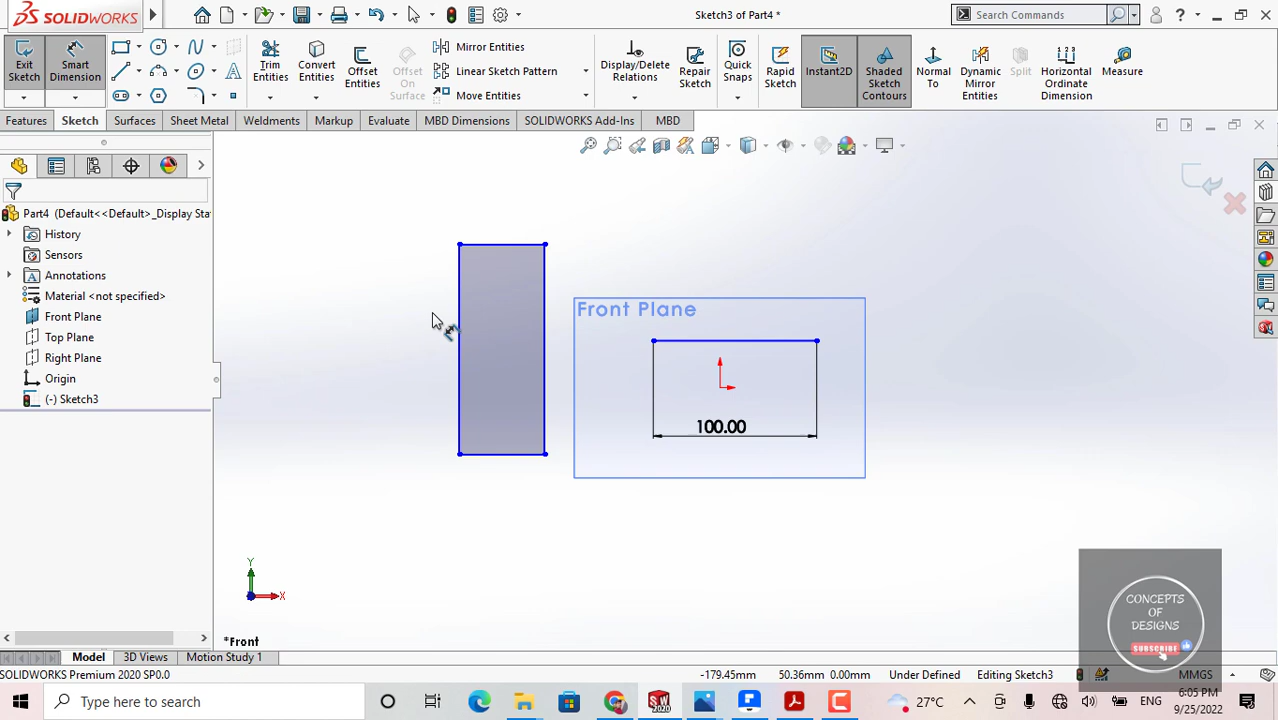 SOLIDWORKS
Sketch3 of Part4 *
Search Commands
?
Exit Sketch
Smart Dimension
Trim Entities
Convert Entities
Offset Entities
Offset On Surface
Mirror Entities
Linear Sketch Pattern
Move Entities
Display/Delete Relations
Repair Sketch
Quick Snaps
Rapid Sketch
Instant2D
Shaded Sketch Contours
Normal To
Dynamic Mirror Entities
Split
Horizontal Ordinate Dimension
Measure
Features
Sketch
Surfaces
Sheet Metal
Weldments
Markup
Evaluate
MBD Dimensions
SOLIDWORKS Add-Ins
MBD
Part4 (Default<<Default>_Display Sta
History
Sensors
Annotations
Material <not specified>
Front Plane
Top Plane
Right Plane
Origin
(-) Sketch3
Front Plane
100.00
Y
X
*Front
CONCEPTS
OF
DESIGNS
SUBSCRIBE
Model
3D Views
Motion Study 1
SOLIDWORKS Premium 2020 SP0.0
-179.45mm
50.36mm
0.00mm
Under Defined
Editing Sketch3
MMGS
Type here to search
2020
27°C
ENG
6:05 PM
9/25/2022